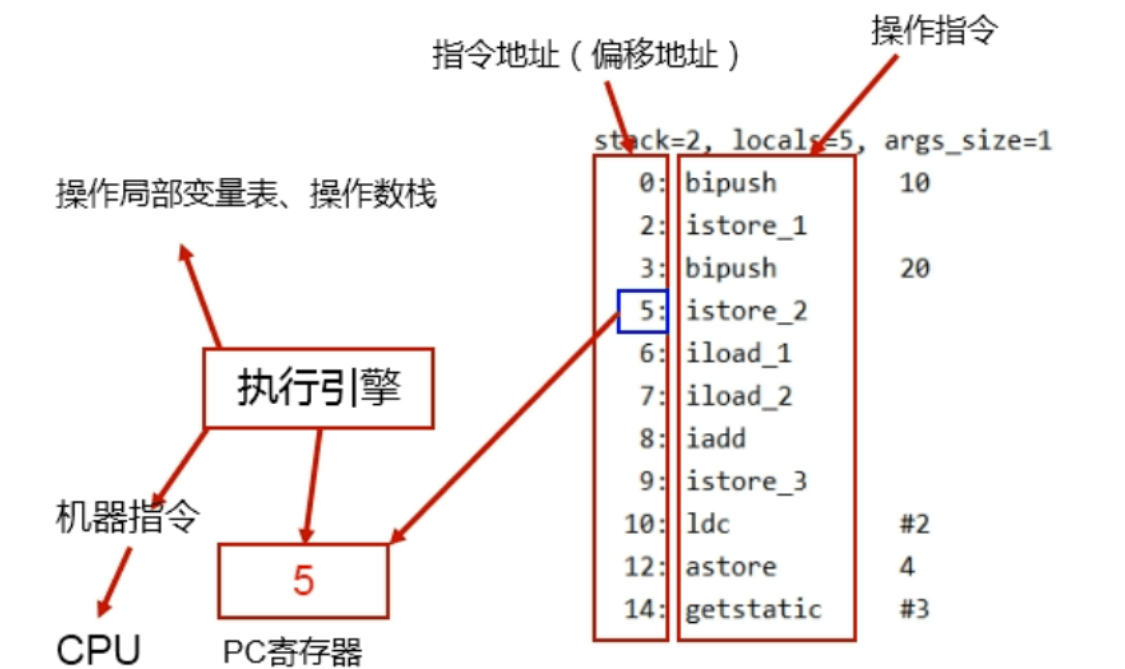 操作指令
指令地址（偏移地址）
stack=2, locals=5, args_size=1
0: bipush 10
2: istore_1
3: bipush 20
5: istore_2
6: iload_1
7: iload_2
8: iadd
9: istore_3
10: ldc #2
12: astore 4
14: getstatic #3
操作局部变量表、操作数栈
执行引擎
机器指令
5
CPU
PC寄存器